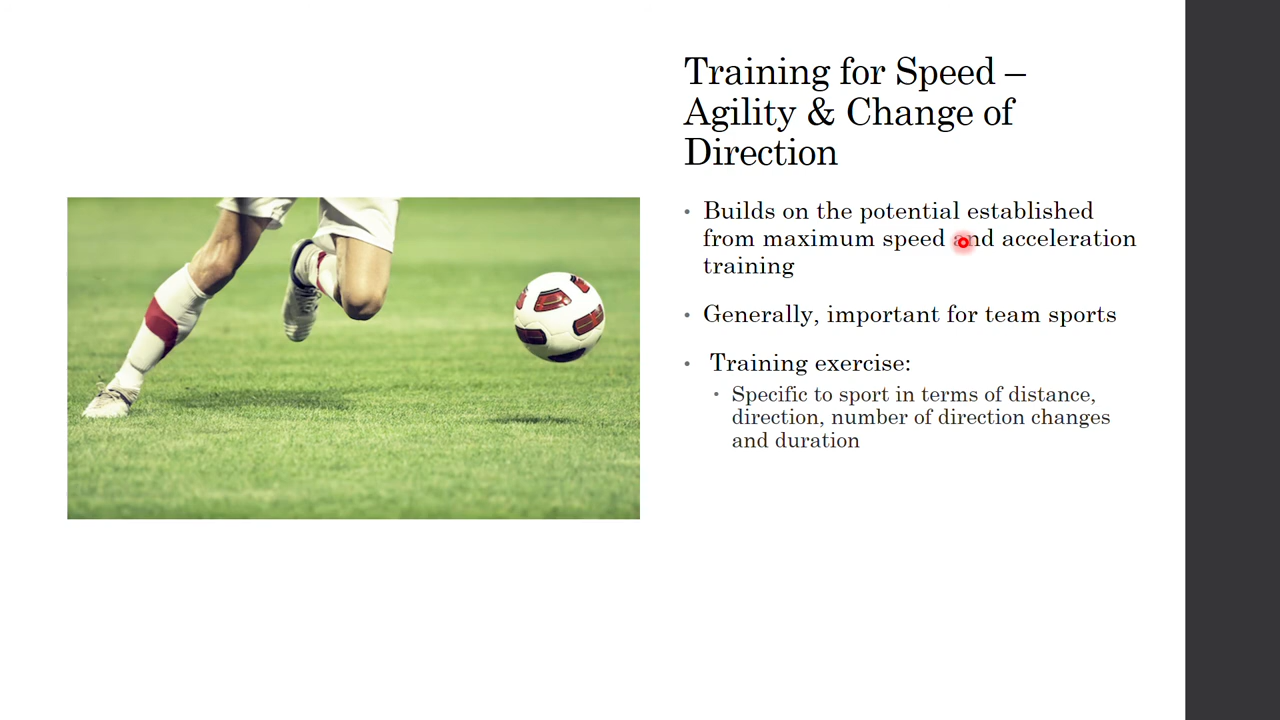 Training for Speed –
Agility & Change of
Direction
• Builds on the potential established
from maximum speed and acceleration
training
• Generally, important for team sports
• Training exercise:
• Specific to sport in terms of distance,
direction, number of direction changes
and duration